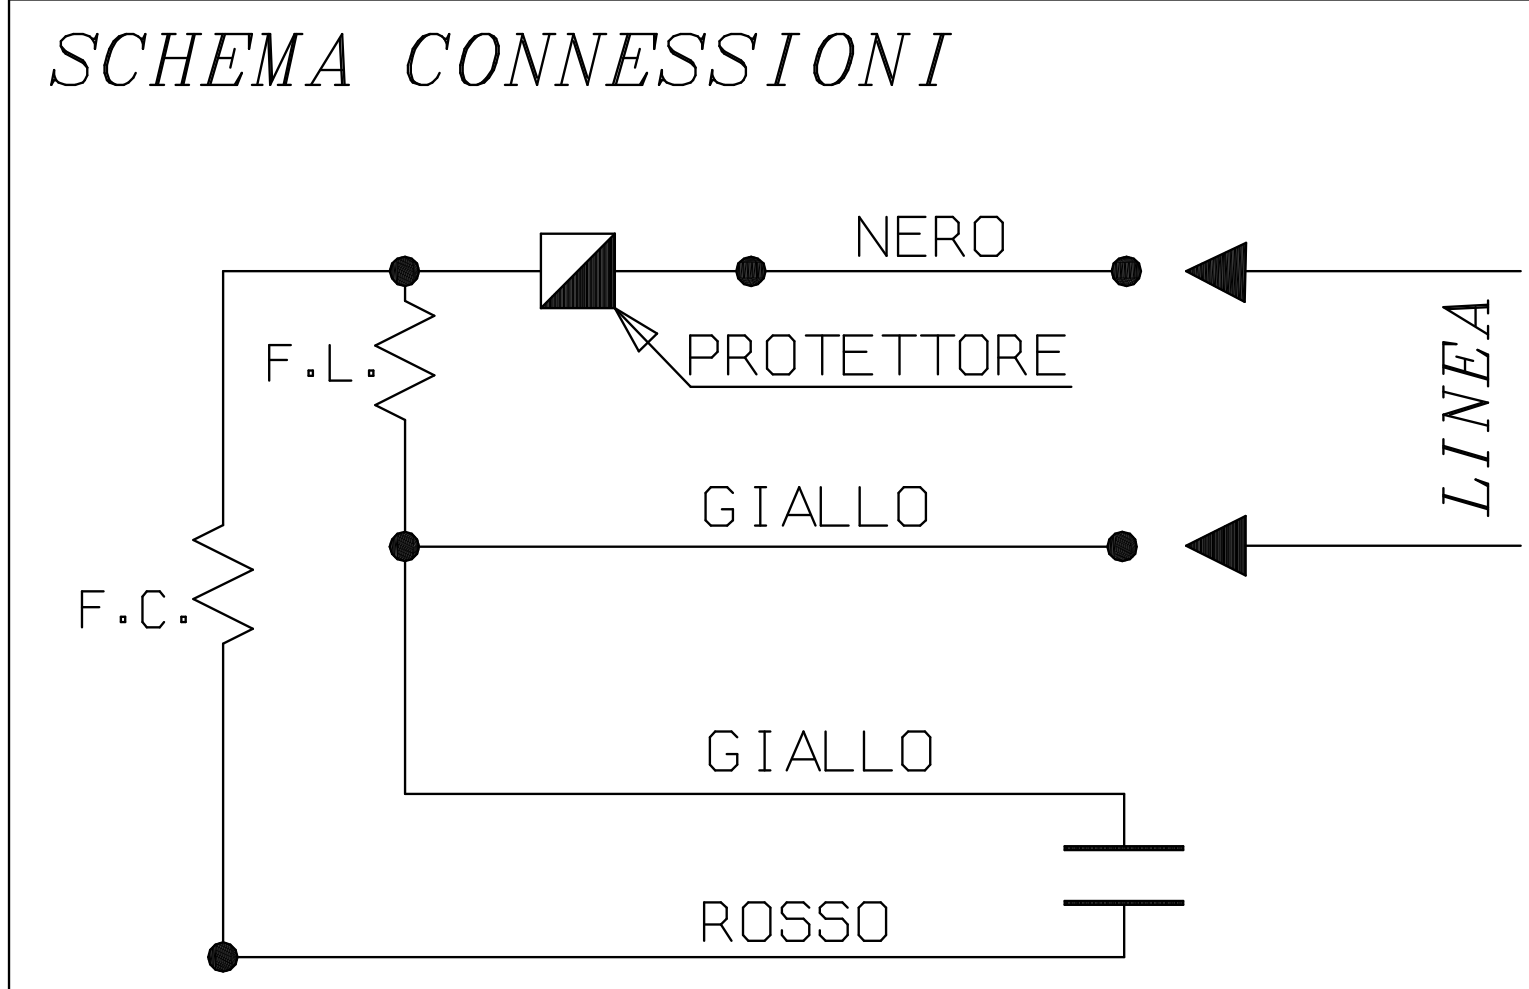 SCHEMA CONNESSIONI
NERO
PROTETTORE
F.L.
LINEA
GIALLO
F.C.
GIALLO
ROSSO